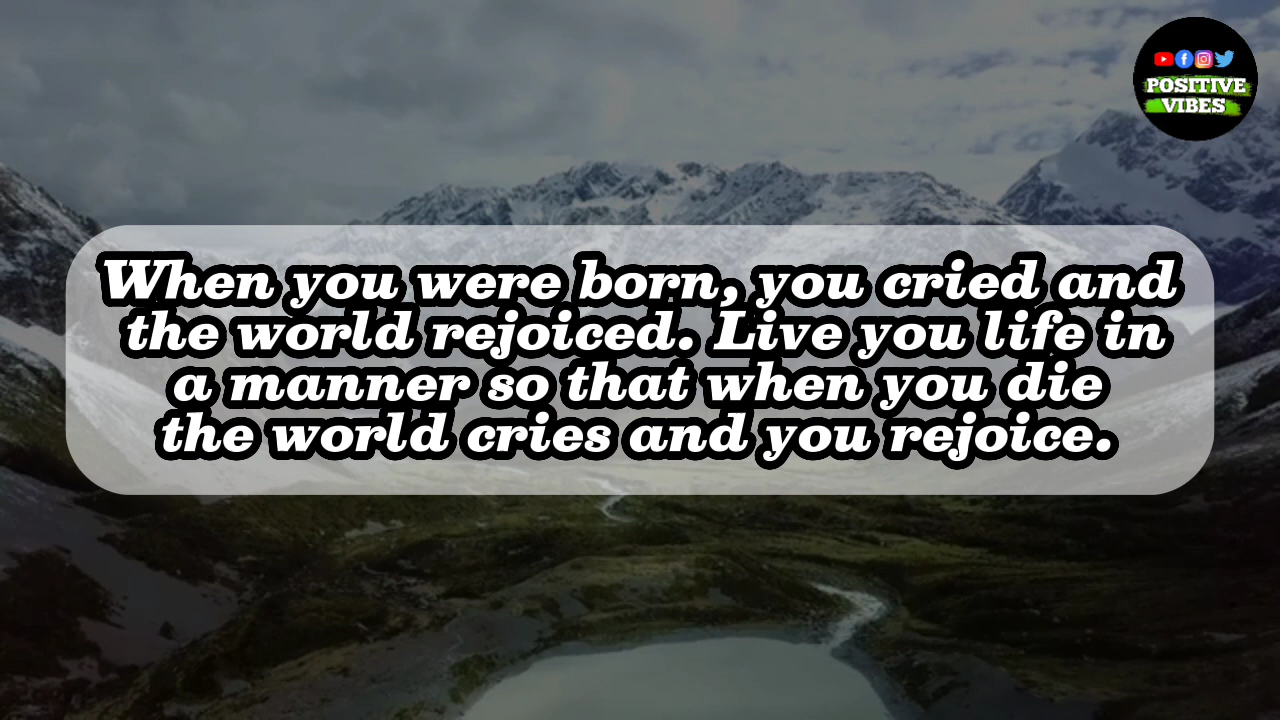 POSITIVE
VIBES
When you were born, you cried and
the world rejoiced. Live you life in
a manner so that when you die
the world cries and you rejoice.